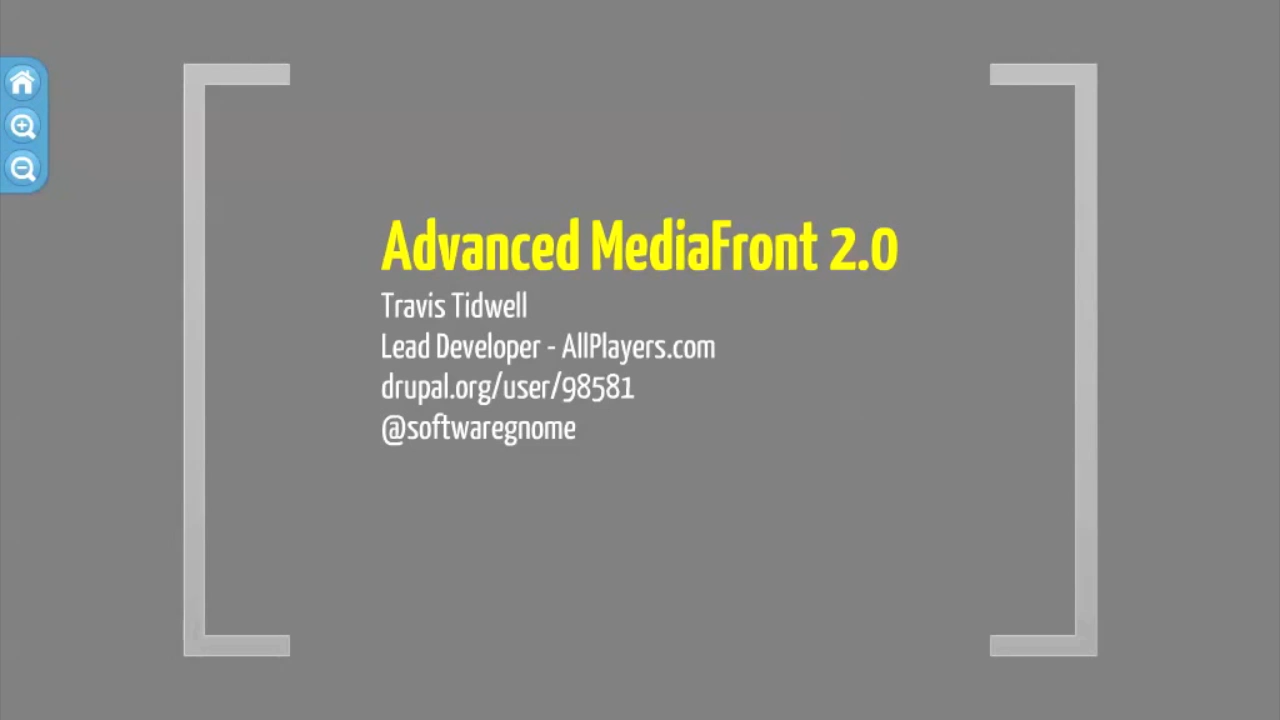 Advanced MediaFront 2.0
Travis Tidwell
Lead Developer - AllPlayers.com
drupal.org/user/98581
@softwaregnome